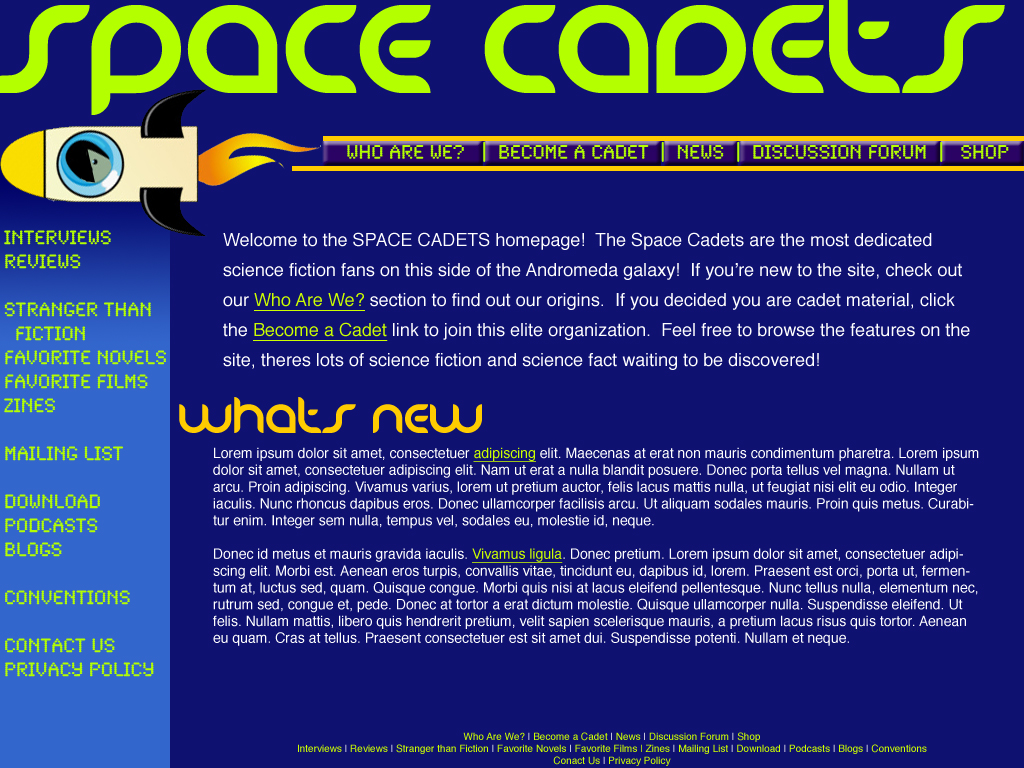 SPACE CADETS
WHO ARE WE? | BECOME A CADET | NEWS | DISCUSSION FORUM | SHOP
INTERVIEWS
REVIEWS
STRANGER THAN
FICTION
FAVORITE NOVELS
FAVORITE FILMS
ZINES
MAILING LIST
DOWNLOAD
PODCASTS
BLOGS
CONVENTIONS
CONTACT US
PRIVACY POLICY
Welcome to the SPACE CADETS homepage!  The Space Cadets are the most dedicated
science fiction fans on this side of the Andromeda galaxy!  If you’re new to the site, check out
our Who Are We? section to find out our origins.  If you decided you are cadet material, click
the Become a Cadet link to join this elite organization.  Feel free to browse the features on the
site, theres lots of science fiction and science fact waiting to be discovered!
whats new
Lorem ipsum dolor sit amet, consectetuer adipiscing elit. Maecenas at erat non mauris condimentum pharetra. Lorem ipsum
dolor sit amet, consectetuer adipiscing elit. Nam ut erat a nulla blandit posuere. Donec porta tellus vel magna. Nullam ut
arcu. Proin adipiscing. Vivamus varius, lorem ut pretium auctor, felis lacus mattis nulla, ut feugiat nisi elit eu odio. Integer
iaculis. Nunc rhoncus dapibus eros. Donec ullamcorper facilisis arcu. Ut aliquam sodales mauris. Proin quis metus. Curabi-
tur enim. Integer sem nulla, tempus vel, sodales eu, molestie id, neque.
Donec id metus et mauris gravida iaculis. Vivamus ligula. Donec pretium. Lorem ipsum dolor sit amet, consectetuer adipi-
scing elit. Morbi est. Aenean eros turpis, convallis vitae, tincidunt eu, dapibus id, lorem. Praesent est orci, porta ut, fermen-
tum at, luctus sed, quam. Quisque congue. Morbi quis nisi at lacus eleifend pellentesque. Nunc tellus nulla, elementum nec,
rutrum sed, congue et, pede. Donec at tortor a erat dictum molestie. Quisque ullamcorper nulla. Suspendisse eleifend. Ut
felis. Nullam mattis, libero quis hendrerit pretium, velit sapien scelerisque mauris, a pretium lacus risus quis tortor. Aenean
eu quam. Cras at tellus. Praesent consectetuer est sit amet dui. Suspendisse potenti. Nullam et neque.
Who Are We? | Become a Cadet | News | Discussion Forum | Shop
Interviews | Reviews | Stranger than Fiction | Favorite Novels | Favorite Films | Zines | Mailing List | Download | Podcasts | Blogs | Conventions
Conact Us | Privacy Policy